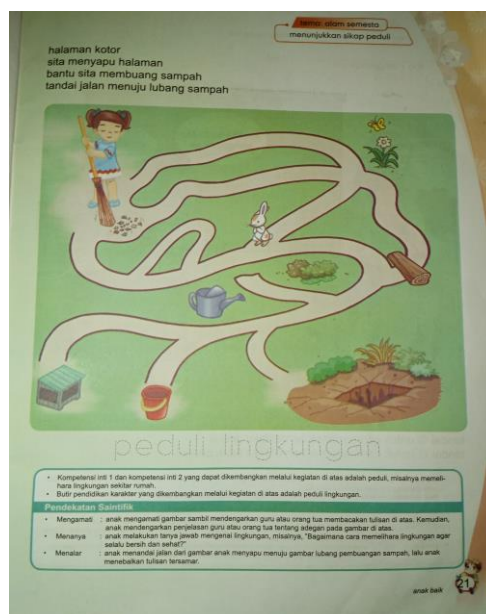 tema: alam semesta
menunjukkan sikap peduli
halaman kotor
sita menyapu halaman
bantu sita membuang sampah
tandai jalan menuju lubang sampah
peduli lingkungan
• Kompetensi inti 1 dan kompetensi inti 2 yang dapat dikembangkan melalui kegiatan di atas adalah peduli, misalnya memeli-
hara lingkungan sekitar rumah.
• Butir pendidikan karakter yang dikembangkan melalui kegiatan di atas adalah peduli lingkungan.
Pendekatan Saintifik
• Mengamati : anak mengamati gambar sambil mendengarkan guru atau orang tua membacakan tulisan di atas. Kemudian,
anak mendengarkan penjelasan guru atau orang tua tentang adegan pada gambar di atas.
• Menanya : anak melakukan tanya jawab mengenai lingkungan, misalnya, "Bagaimana cara memelihara lingkungan agar
selalu bersih dan sehat?"
• Menalar : anak menandai jalan dari gambar anak menyapu menuju gambar lubang pembuangan sampah, lalu anak
menebalkan tulisan tersamar.
anak baik 21